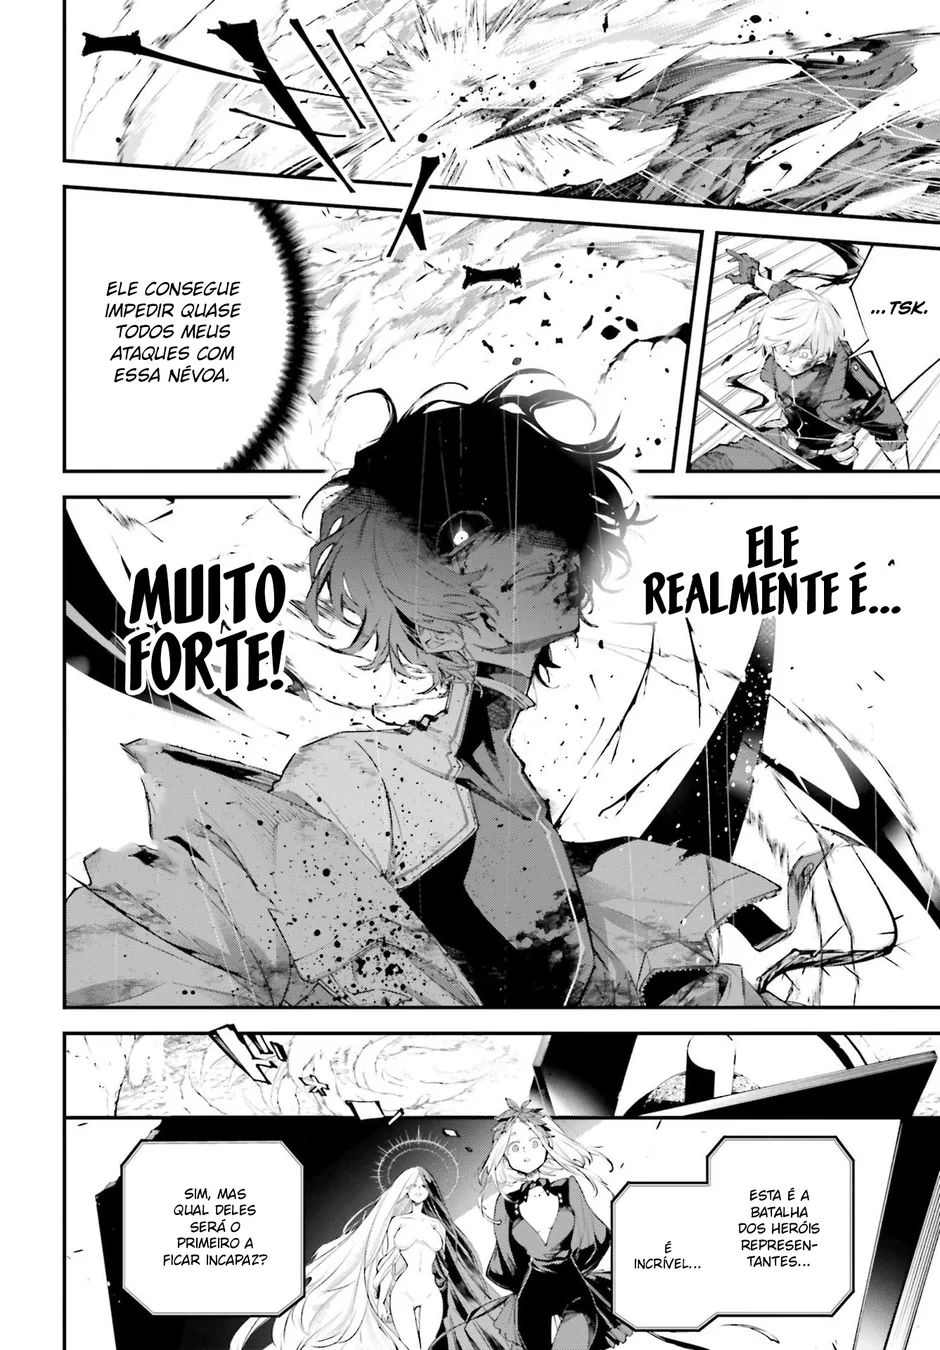 ...TSK.
ELE CONSEGUE
IMPEDIR QUASE
TODOS MEUS
ATAQUES COM
ESSA NÉVOA.
ELE
REALMENTE É...
MUITO
FORTE!
ESTA É A
BATALHA
DOS HERÓIS
REPRESEN-
TANTES...
É
INCRÍVEL...
SIM, MAS
QUAL DELES
SERÁ O
PRIMEIRO A
FICAR INCAPAZ?